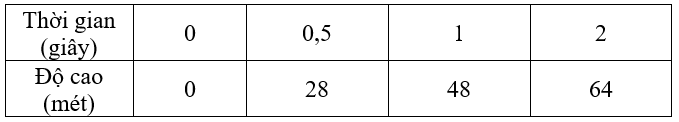 Thời gian
(giây)
0
0,5
1
2
Độ cao
(mét)
0
28
48
64